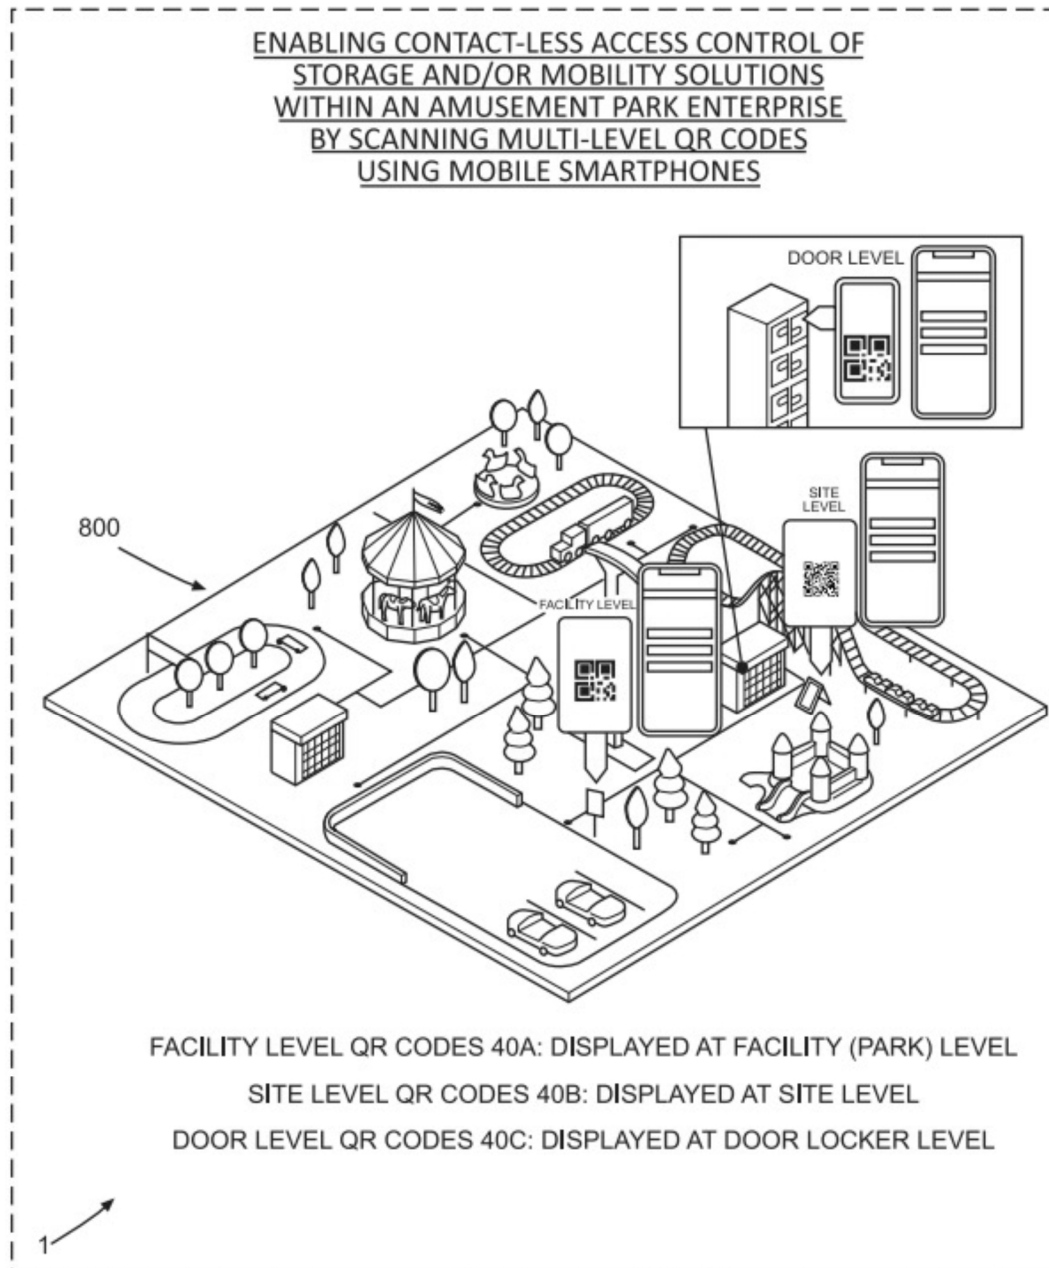 ENABLING CONTACT-LESS ACCESS CONTROL OF
STORAGE AND/OR MOBILITY SOLUTIONS
WITHIN AN AMUSEMENT PARK ENTERPRISE
BY SCANNING MULTI-LEVEL QR CODES
USING MOBILE SMARTPHONES
DOOR LEVEL
SITE
LEVEL
800
FACILITY LEVEL
FACILITY LEVEL QR CODES 40A: DISPLAYED AT FACILITY (PARK) LEVEL
SITE LEVEL QR CODES 40B: DISPLAYED AT SITE LEVEL
DOOR LEVEL QR CODES 40C: DISPLAYED AT DOOR LOCKER LEVEL
1